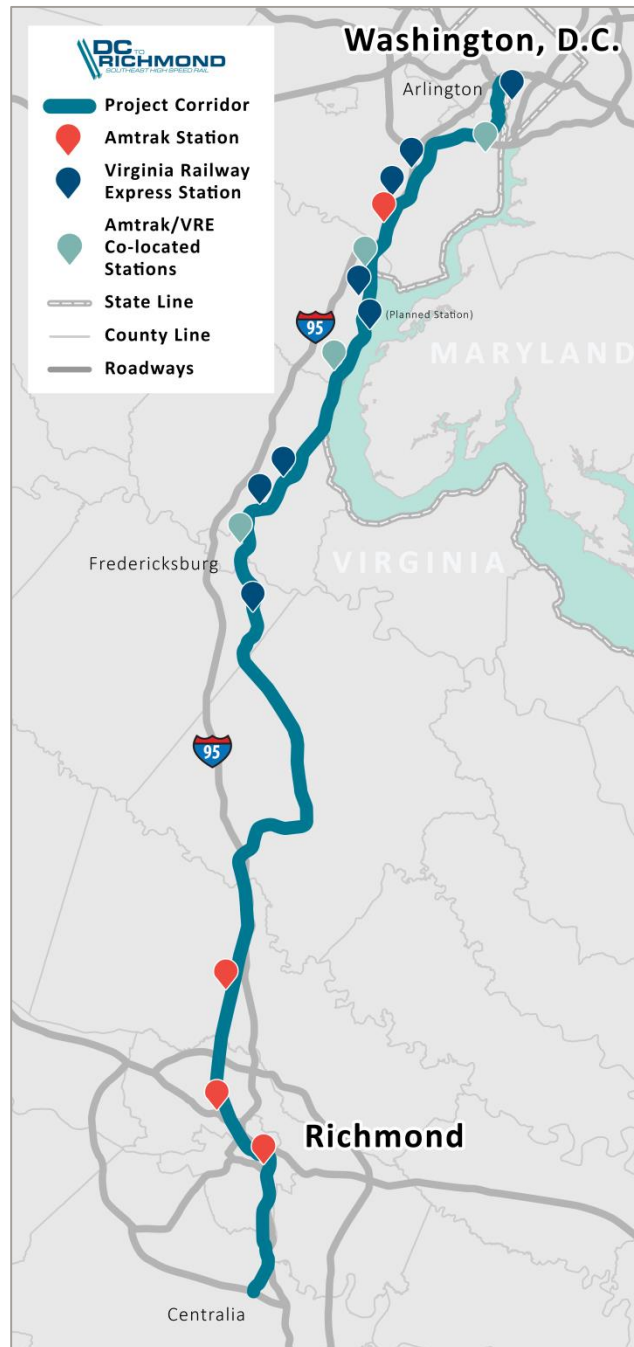 DC TO
RICHMOND
SOUTHEAST HIGH SPEED RAIL
Project Corridor
Amtrak Station
Virginia Railway
Express Station
Amtrak/VRE
Co-located
Stations
State Line
County Line
Roadways
Washington, D.C.
Arlington
(Planned Station)
95
MARYLAND
VIRGINIA
Fredericksburg
95
Richmond
Centralia